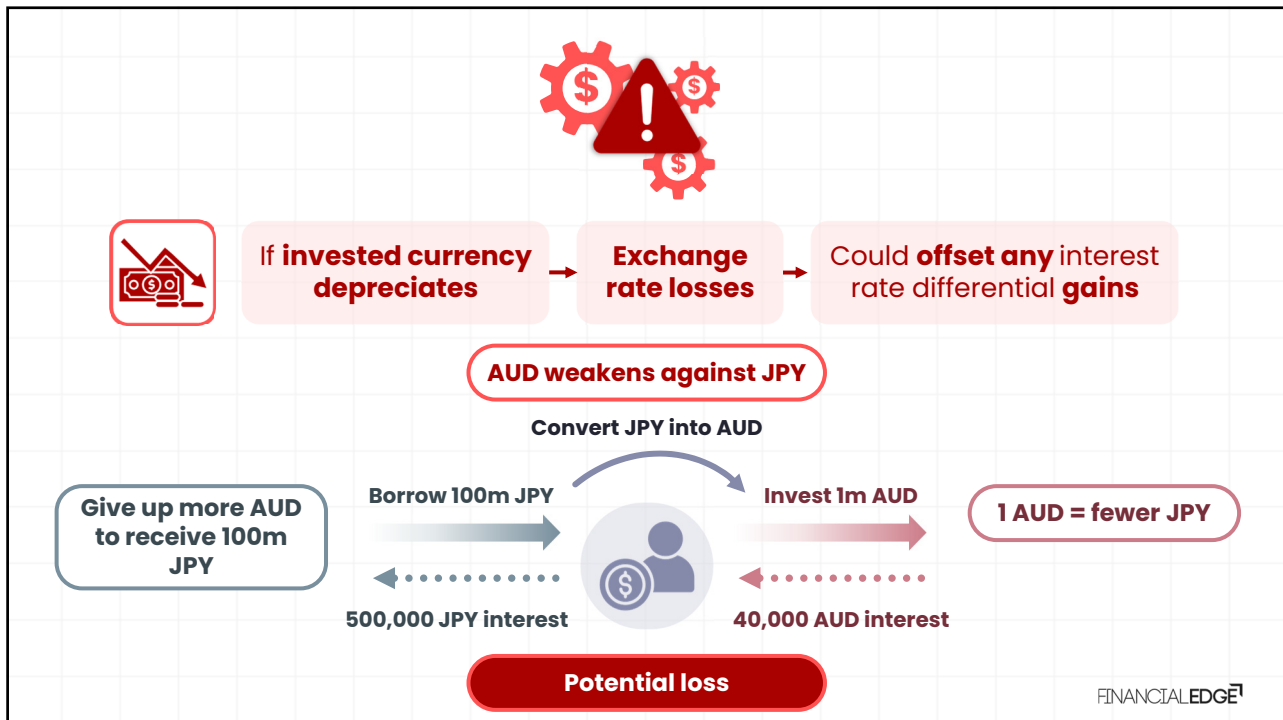 $
$
$
!
$
If invested currency
depreciates
Exchange
rate losses
Could offset any interest
rate differential gains
AUD weakens against JPY
Convert JPY into AUD
Give up more AUD
to receive 100m
JPY
Borrow 100m JPY
Invest 1m AUD
1 AUD = fewer JPY
$
500,000 JPY interest
40,000 AUD interest
Potential loss
FINANCIALEDGE